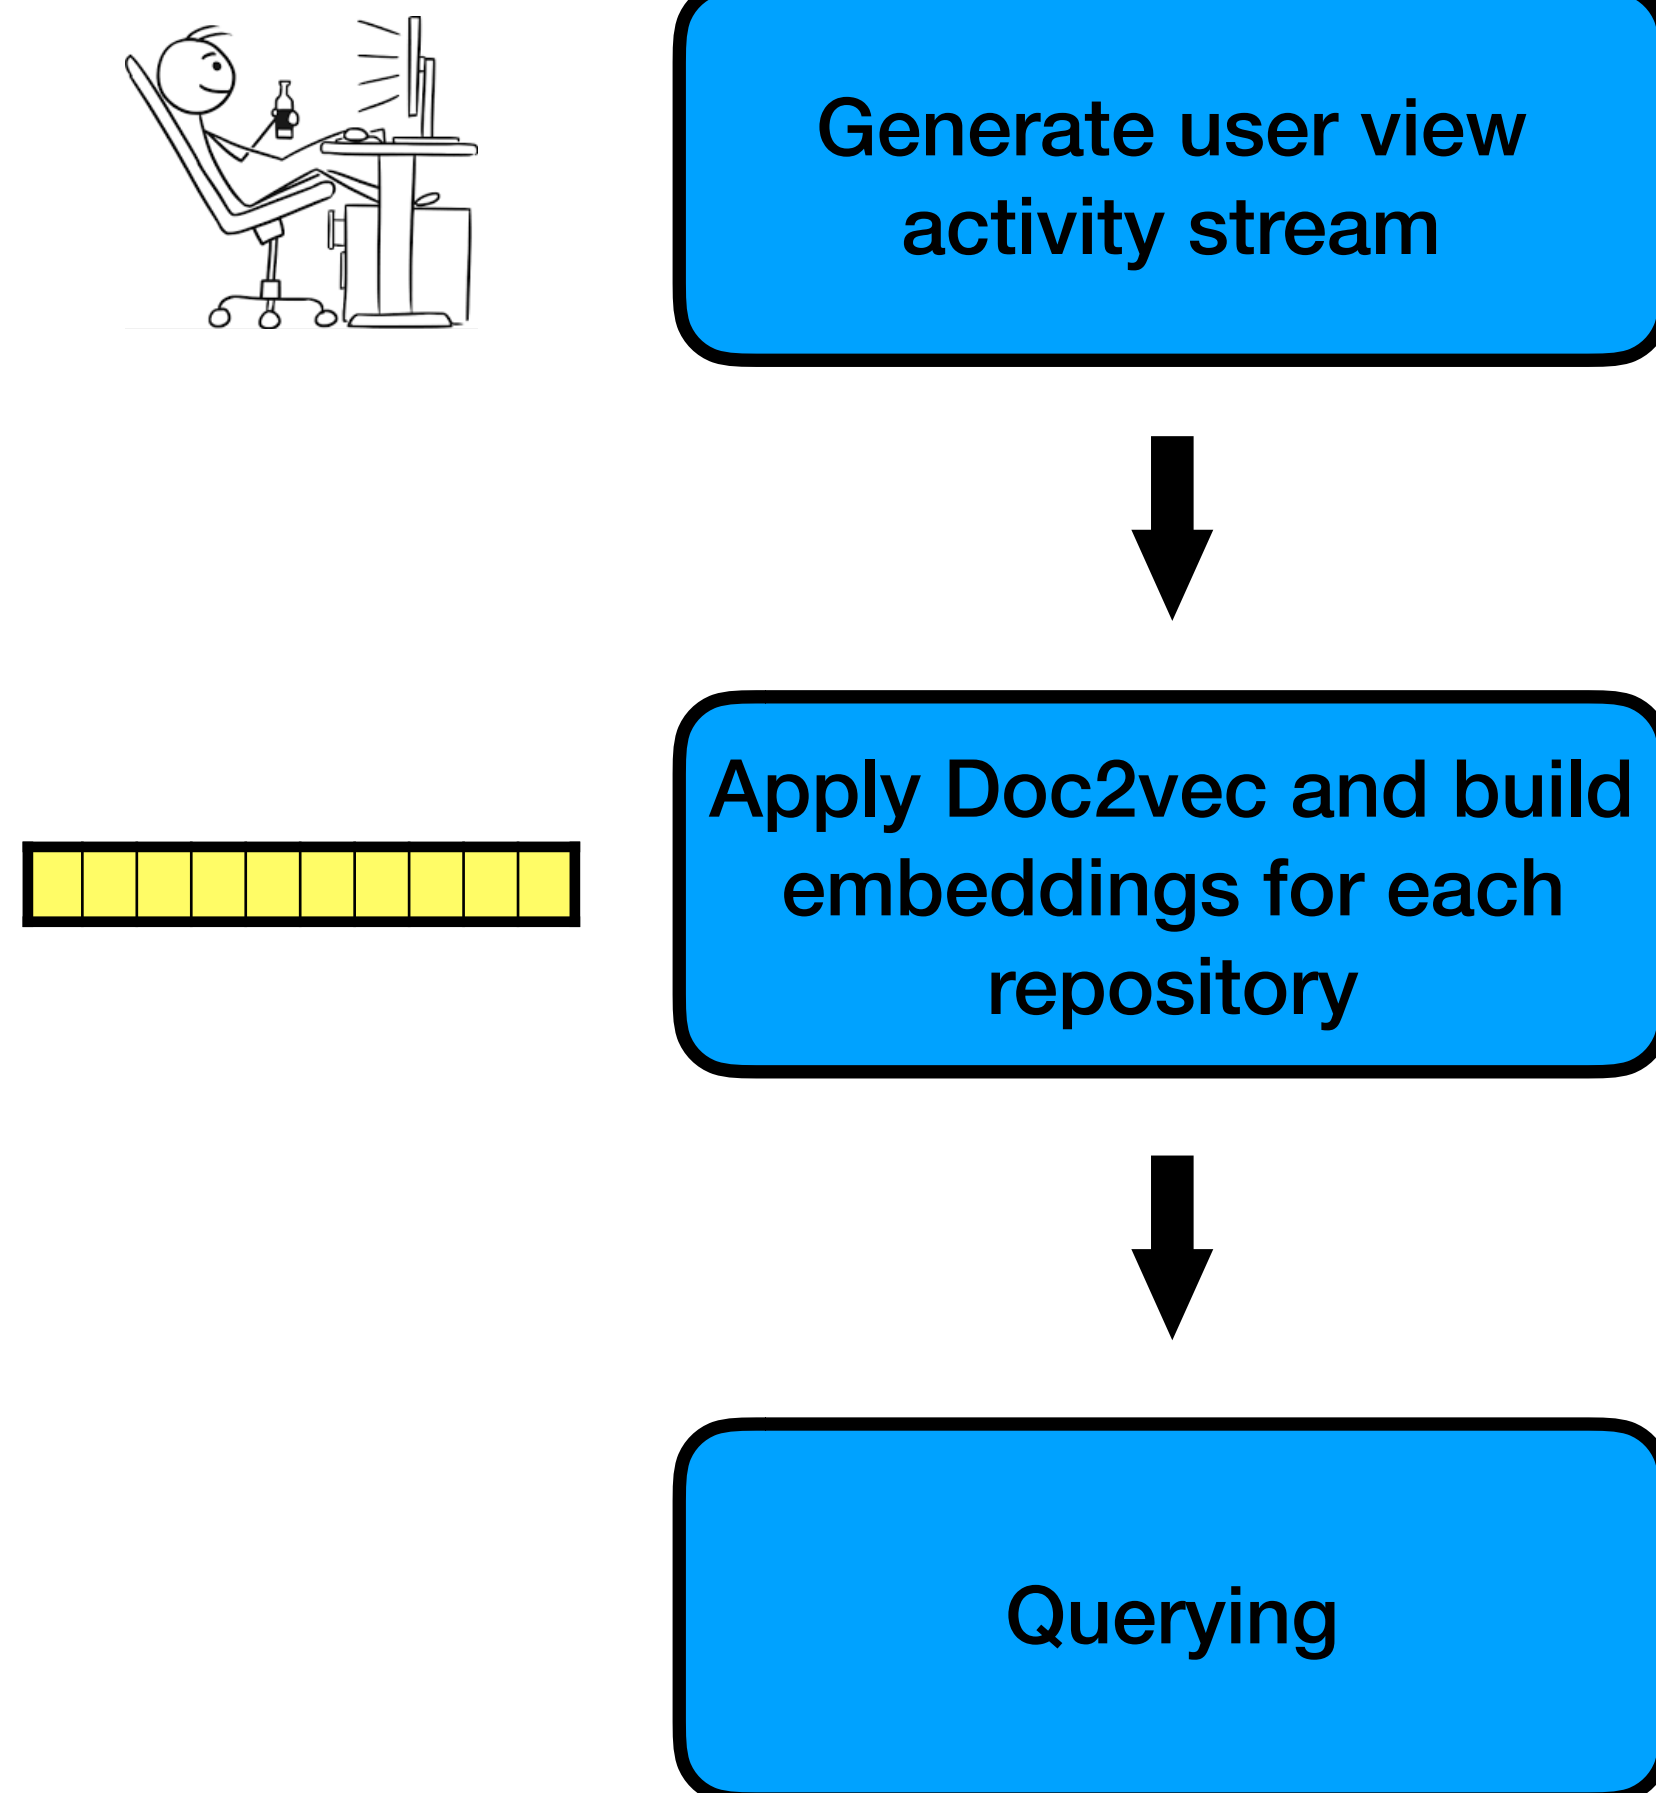 Generate user view
activity stream
Apply Doc2vec and build
embeddings for each
repository
Querying